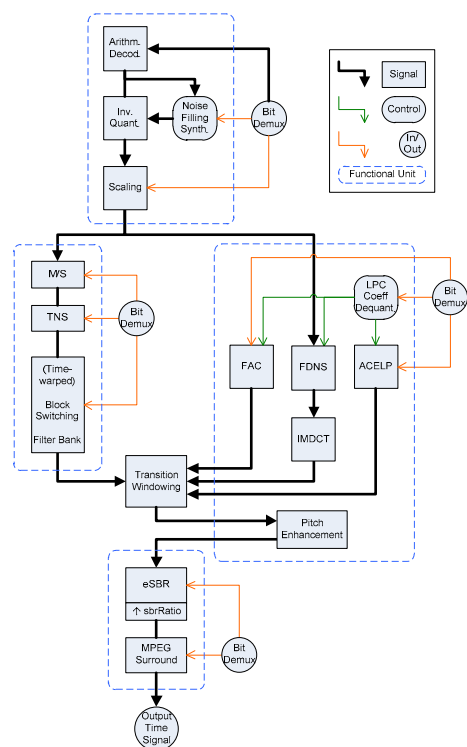 Arithm.
Decod.
Inv.
Quant.
Noise
Filling
Synth.
Bit
Demux
Scaling
Signal
Control
In/
Out
Functional Unit
M/S
TNS
(Time-
warped)
Block
Switching
Filter Bank
Bit
Demux
LPC
Coeff
Dequant.
Bit
Demux
FAC
FDNS
ACELP
IMDCT
Transition
Windowing
Pitch
Enhancement
eSBR
↑ sbrRatio
MPEG
Surround
Bit
Demux
Output
Time
Signal